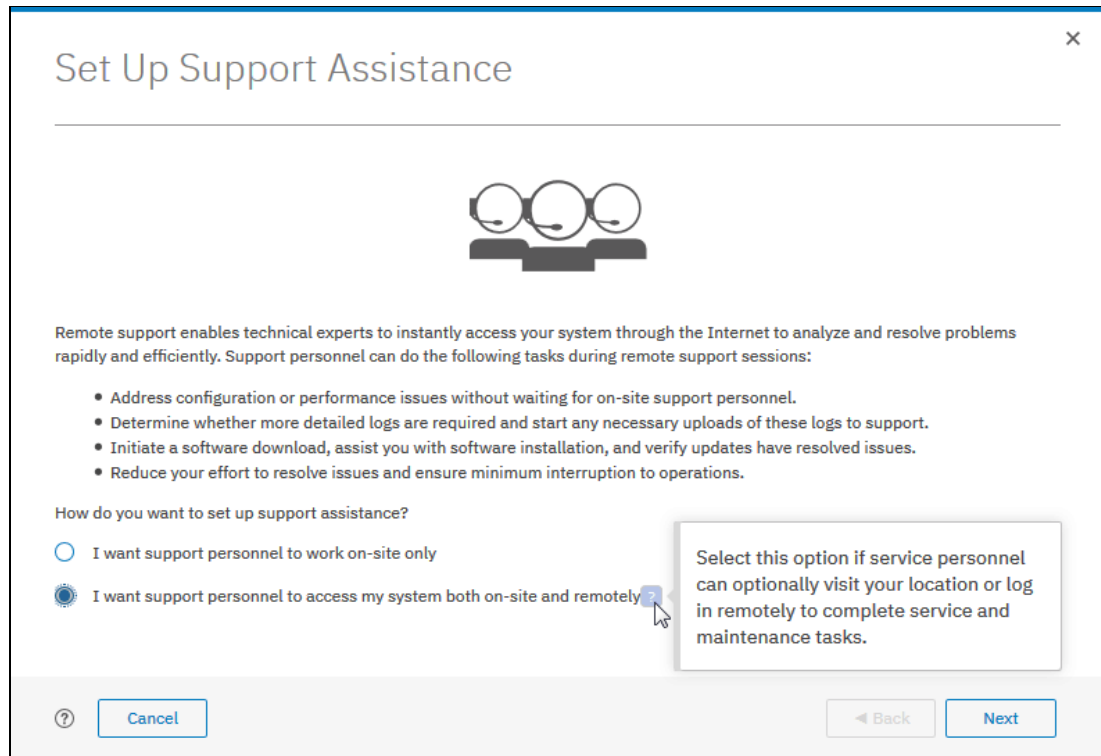 ×
Set Up Support Assistance
Remote support enables technical experts to instantly access your system through the Internet to analyze and resolve problems
rapidly and efficiently. Support personnel can do the following tasks during remote support sessions:
• Address configuration or performance issues without waiting for on-site support personnel.
• Determine whether more detailed logs are required and start any necessary uploads of these logs to support.
• Initiate a software download, assist you with software installation, and verify updates have resolved issues.
• Reduce your effort to resolve issues and ensure minimum interruption to operations.
How do you want to set up support assistance?
I want support personnel to work on-site only
I want support personnel to access my system both on-site and remotely ?
Select this option if service personnel
can optionally visit your location or log
in remotely to complete service and
maintenance tasks.
? Cancel ◀ Back Next